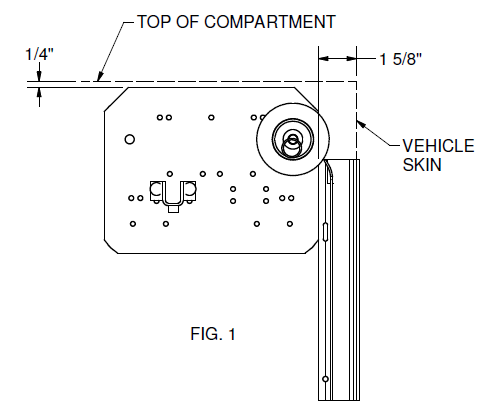 TOP OF COMPARTMENT
1/4"
1 5/8"
VEHICLE
SKIN
FIG. 1